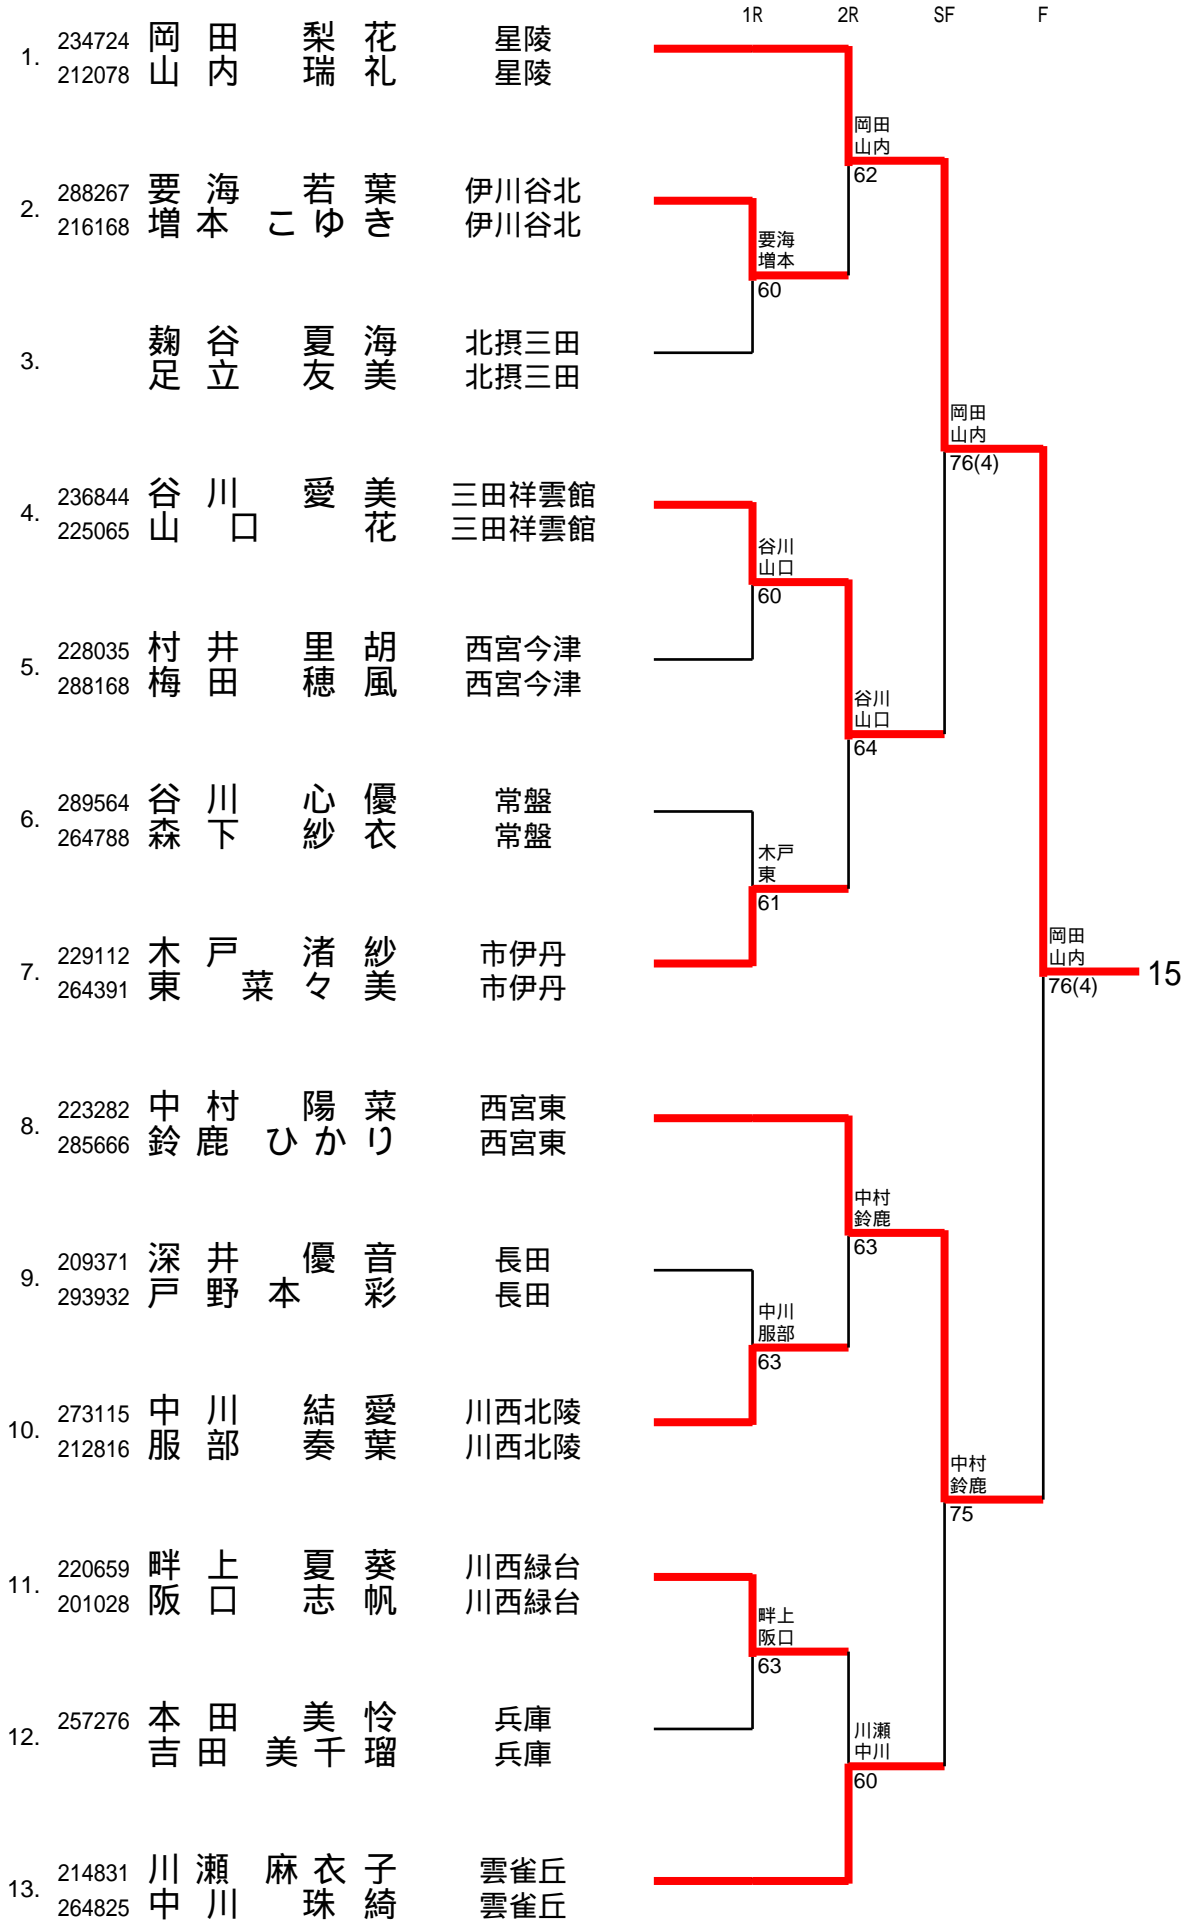 1R 2R SF F
1. 234724 岡田 梨花 星陵
212078 山内 瑞礼 星陵
岡田
山内
62
2. 288267 要海 若葉 伊川谷北
216168 増本 こゆき 伊川谷北
要海
増本
60
3. 麹谷 夏海 北摂三田
足立 友美 北摂三田
岡田
山内
76(4)
4. 236844 谷川 愛美 三田祥雲館
225065 山口 花 三田祥雲館
谷川
山口
60
5. 228035 村井 里胡 西宮今津
288168 梅田 穂風 西宮今津
谷川
山口
64
6. 289564 谷川 心優 常盤
264788 森下 紗衣 常盤
木戸
東
61
7. 229112 木戸 渚紗 市伊丹
264391 東 菜々美 市伊丹
岡田
山内
76(4)
15
8. 223282 中村 陽菜 西宮東
285666 鈴鹿 ひかり 西宮東
中村
鈴鹿
63
9. 209371 深井 優音 長田
293932 戸野本 彩 長田
中川
服部
63
10. 273115 中川 結愛 川西北陵
212816 服部 奏葉 川西北陵
中村
鈴鹿
75
11. 220659 畔上 夏葵 川西緑台
201028 阪口 志帆 川西緑台
畔上
阪口
63
12. 257276 本田 美怜 兵庫
吉田 美千瑠 兵庫
川瀬
中川
60
13. 214831 川瀬 麻衣子 雲雀丘
264825 中川 珠綺 雲雀丘